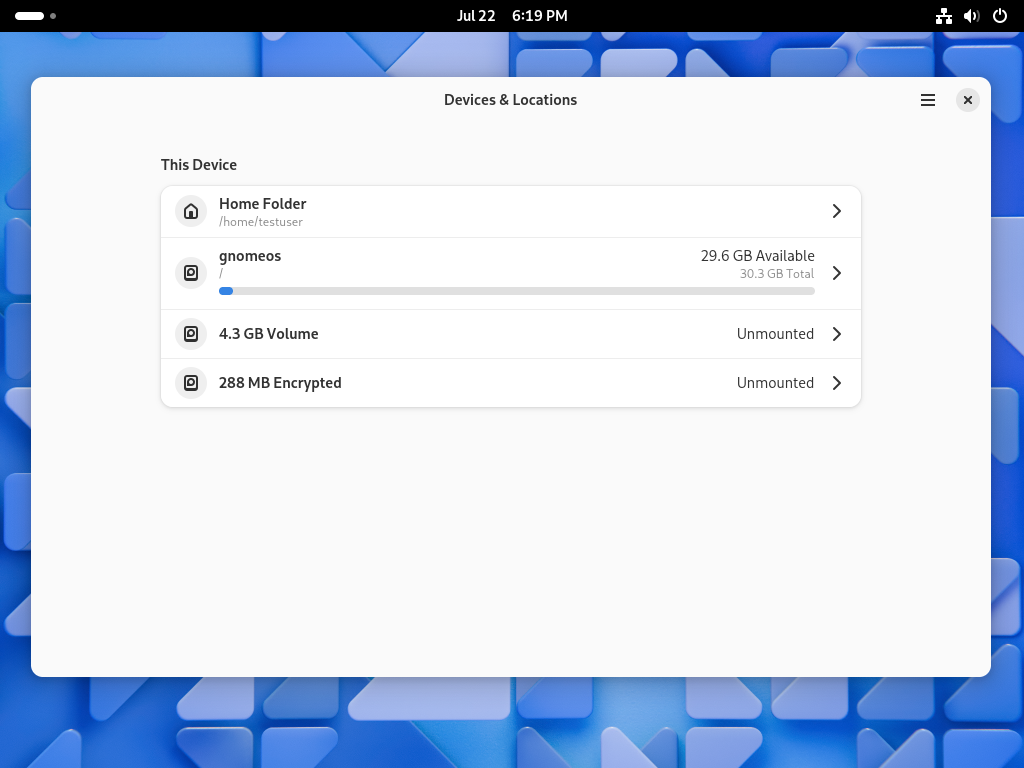 Jul 22 6:19 PM
Devices & Locations
This Device
Home Folder
/home/testuser
gnomeos
29.6 GB Available
/
30.3 GB Total
4.3 GB Volume
Unmounted
288 MB Encrypted
Unmounted